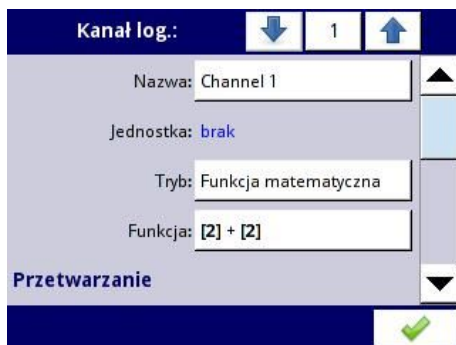 Kanał log.: 1
Nazwa: Channel 1
Jednostka: brak
Tryb: Funkcja matematyczna
Funkcja: [2] + [2]
Przetwarzanie